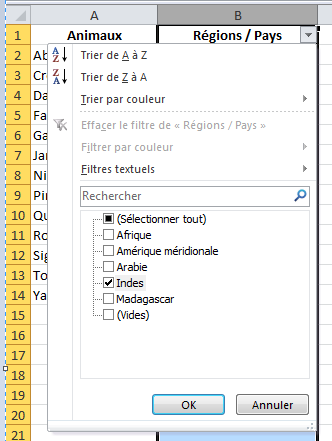 A B
1 Animaux Régions / Pays
2 Ab
3 Cr
4 Da
5 Fa
6 Ga
7 Jar
8 Ni
9 Pin
10 Qu
11 Ro
12 Sig
13 To
14 Ya
15
16
17
18
19
20
21
Trier de A à Z
Trier de Z à A
Trier par couleur
Effacer le filtre de « Régions / Pays »
Filtrer par couleur
Filtres textuels
Rechercher
(Sélectionner tout)
Afrique
Amérique méridionale
Arabie
Indes
Madagascar
(Vides)
OK Annuler